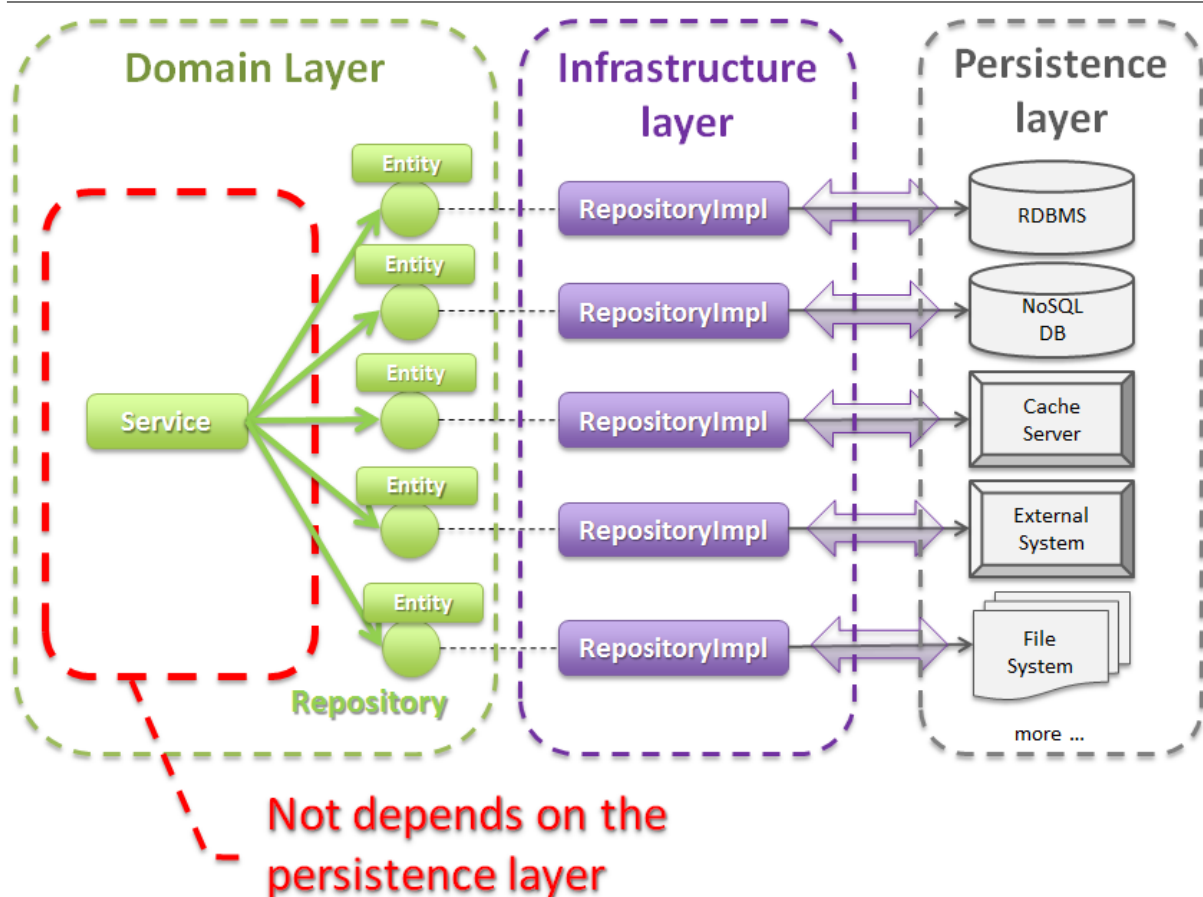 Domain Layer
Infrastructure
layer
Persistence
layer
Entity
RepositoryImpl
RDBMS
Entity
RepositoryImpl
NoSQL
DB
Entity
Service
RepositoryImpl
Cache
Server
Entity
RepositoryImpl
External
System
Entity
RepositoryImpl
File
System
Repository
more ...
Not depends on the
persistence layer